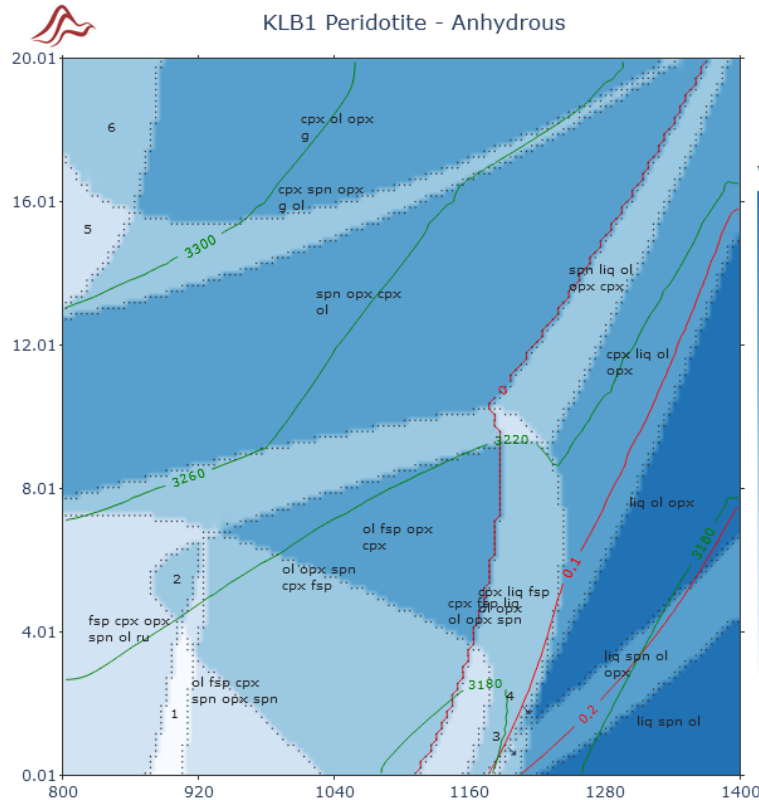 KLB1 Peridotite - Anhydrous
20.01
6
cpx ol opx
g
cpx spn opx
g ol
16.01
5
3300
spn liq ol
opx cpx
spn opx cpx
ol
12.01
cpx liq ol
opx
0
3220
3260
8.01
liq ol opx
ol fsp opx
cpx
3180
0.1
ol opx spn
cpx fsp
2
cpx liq fsp
ol opx
cpx fsp liq
ol opx spn
fsp cpx opx
spn ol ru
4.01
liq spn ol
opx
ol fsp cpx
spn opx spn
3180
4
1
0.2
liq spn ol
3
0.01
800
920
1040
1160
1280
1400